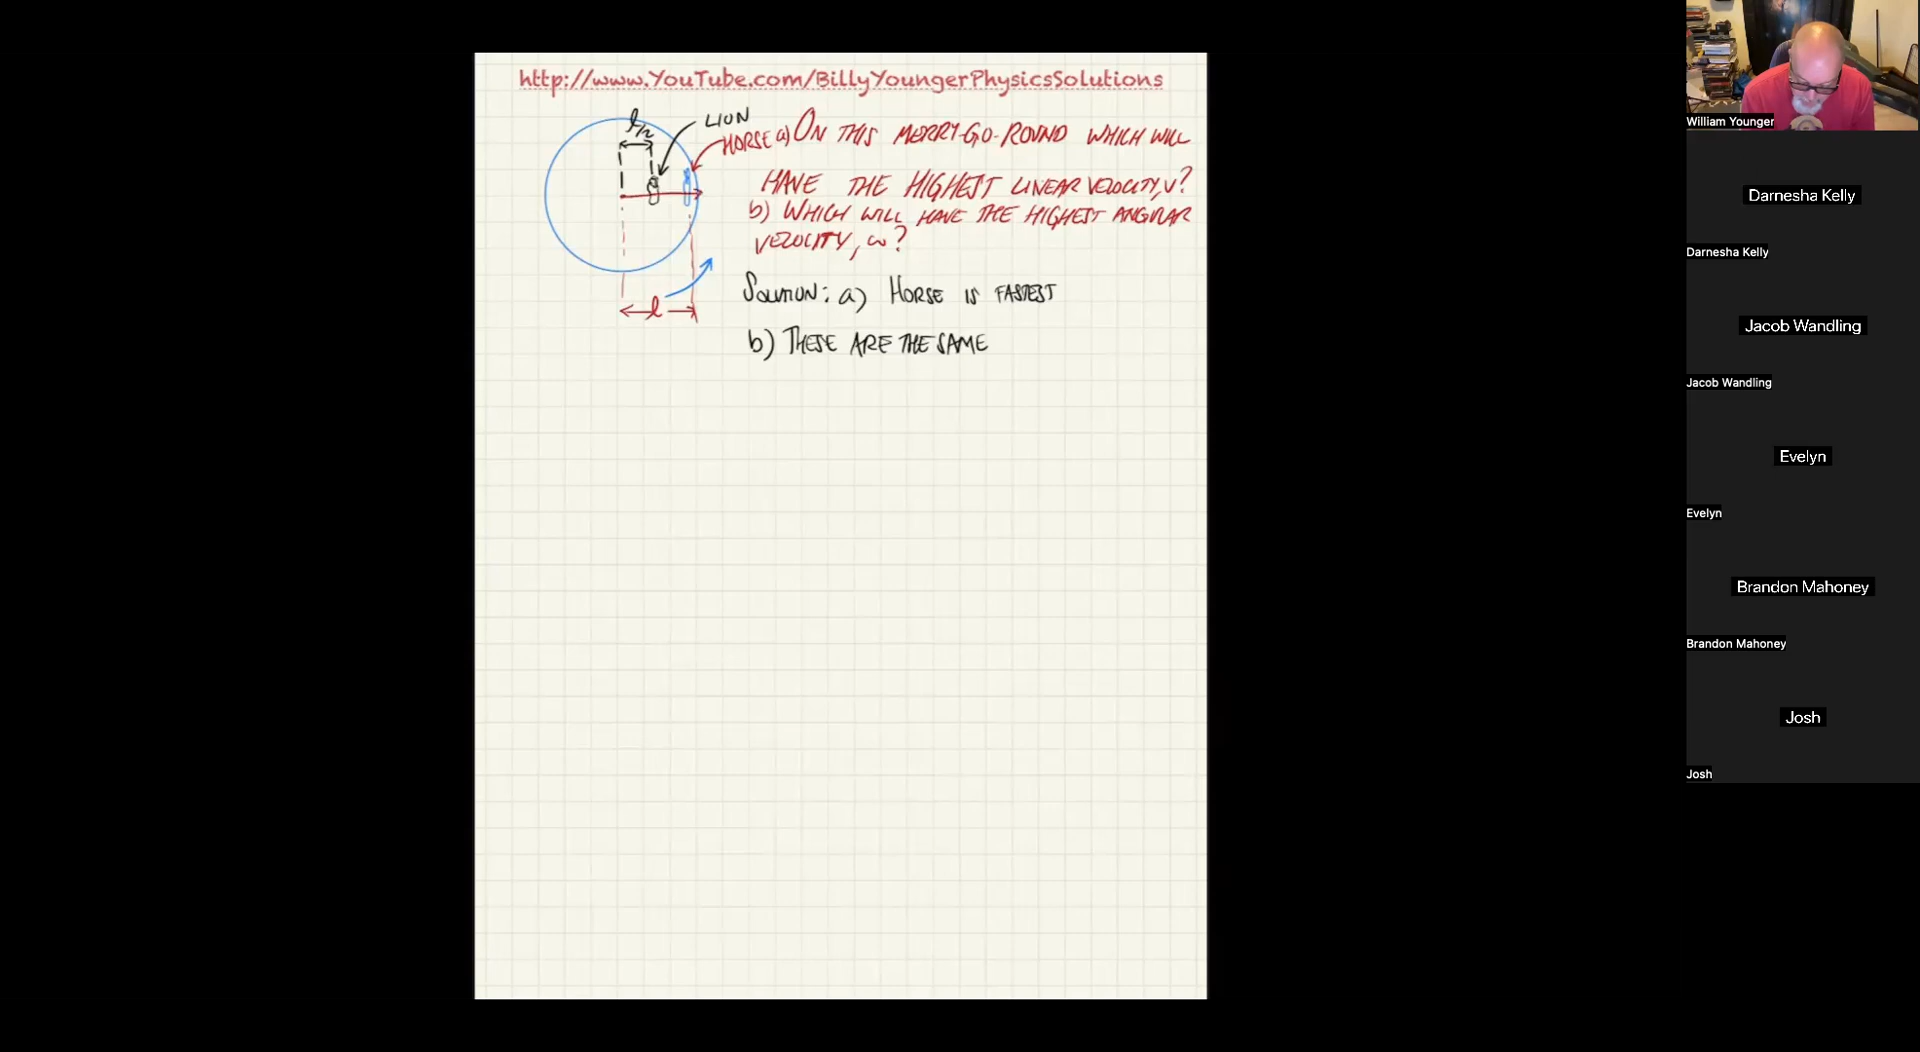 http://www.YouTube.com/BillyYoungerPhysicsSolutions
l/2
LION
HORSE a) ON THIS MERRY-GO-ROUND WHICH WILL
HAVE THE HIGHEST LINEAR VELOCITY, v?
b) WHICH WILL HAVE THE HIGHEST ANGULAR
VELOCITY, ω?
SOLUTION: a) HORSE IS FASTEST
l
b) THESE ARE THE SAME
William Younger
Darnesha Kelly
Darnesha Kelly
Jacob Wandling
Jacob Wandling
Evelyn
Evelyn
Brandon Mahoney
Brandon Mahoney
Josh
Josh